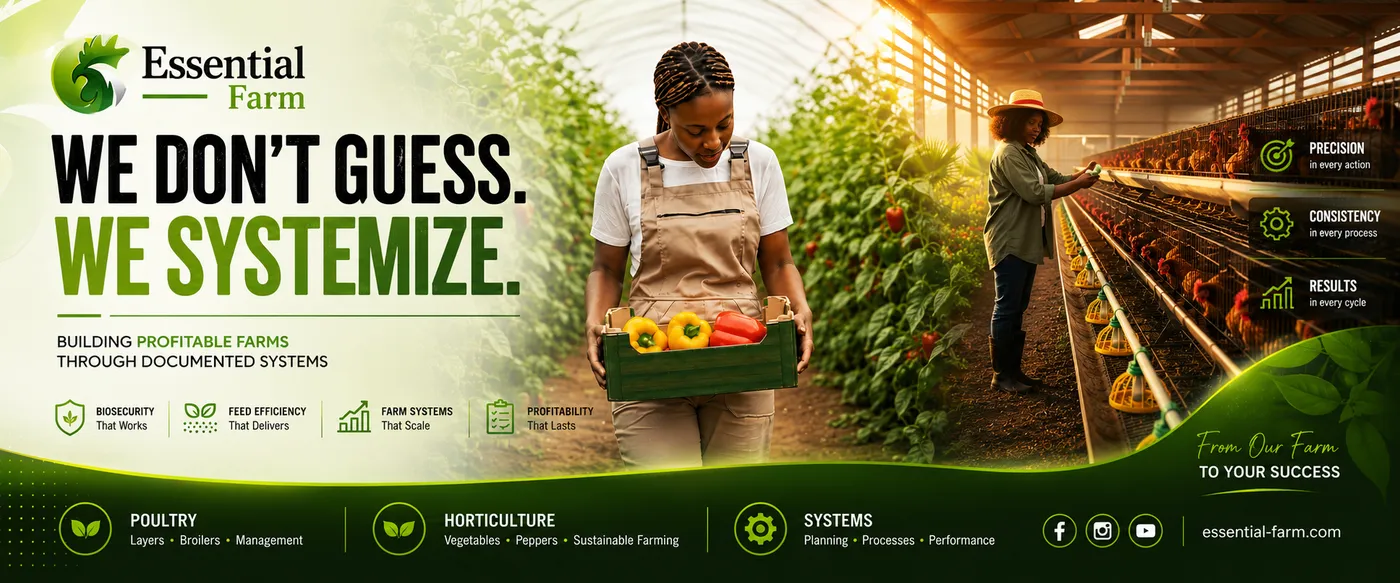 Essential
Farm
WE DON'T GUESS.
WE SYSTEMIZE.
BUILDING PROFITABLE FARMS
THROUGH DOCUMENTED SYSTEMS
BIOSECURITY
That Works
FEED EFFICIENCY
That Delivers
FARM SYSTEMS
That Scale
PROFITABILITY
That Lasts
PRECISION
in every action
CONSISTENCY
in every process
RESULTS
in every cycle
From Our Farm
TO YOUR SUCCESS
POULTRY
Layers • Broilers • Management
HORTICULTURE
Vegetables • Peppers • Sustainable Farming
SYSTEMS
Planning • Processes • Performance
essential-farm.com